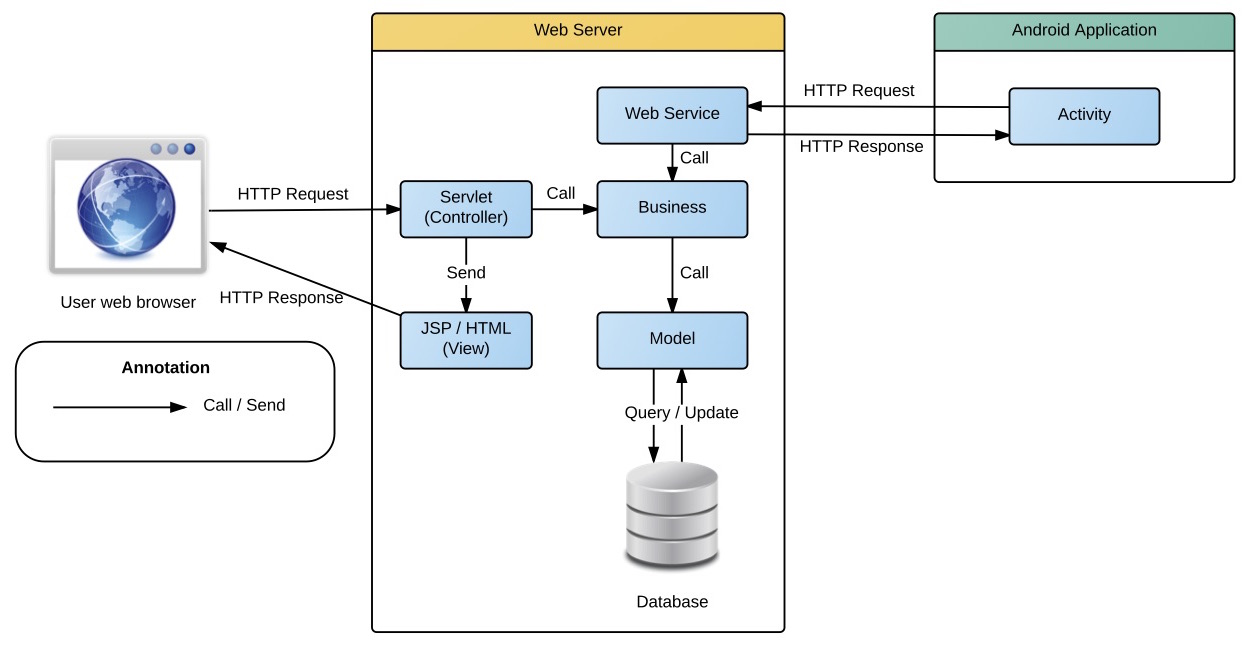 Web Server
Android Application
Web Service
HTTP Request
Activity
HTTP Response
Call
HTTP Request
Servlet
(Controller)
Call
Business
Send
Call
User web browser
HTTP Response
JSP / HTML
(View)
Model
Annotation
Call / Send
Query / Update
Database